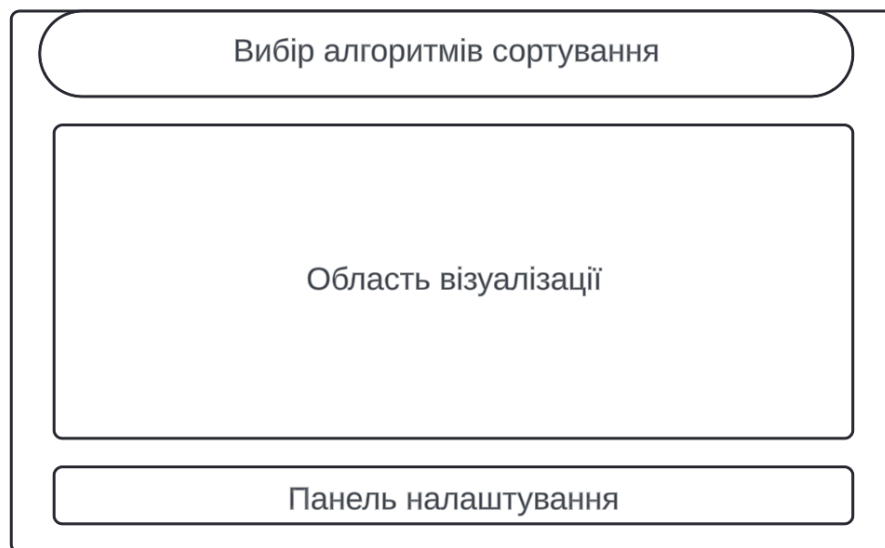 Вибір алгоритмів сортування
Область візуалізації
Панель налаштування